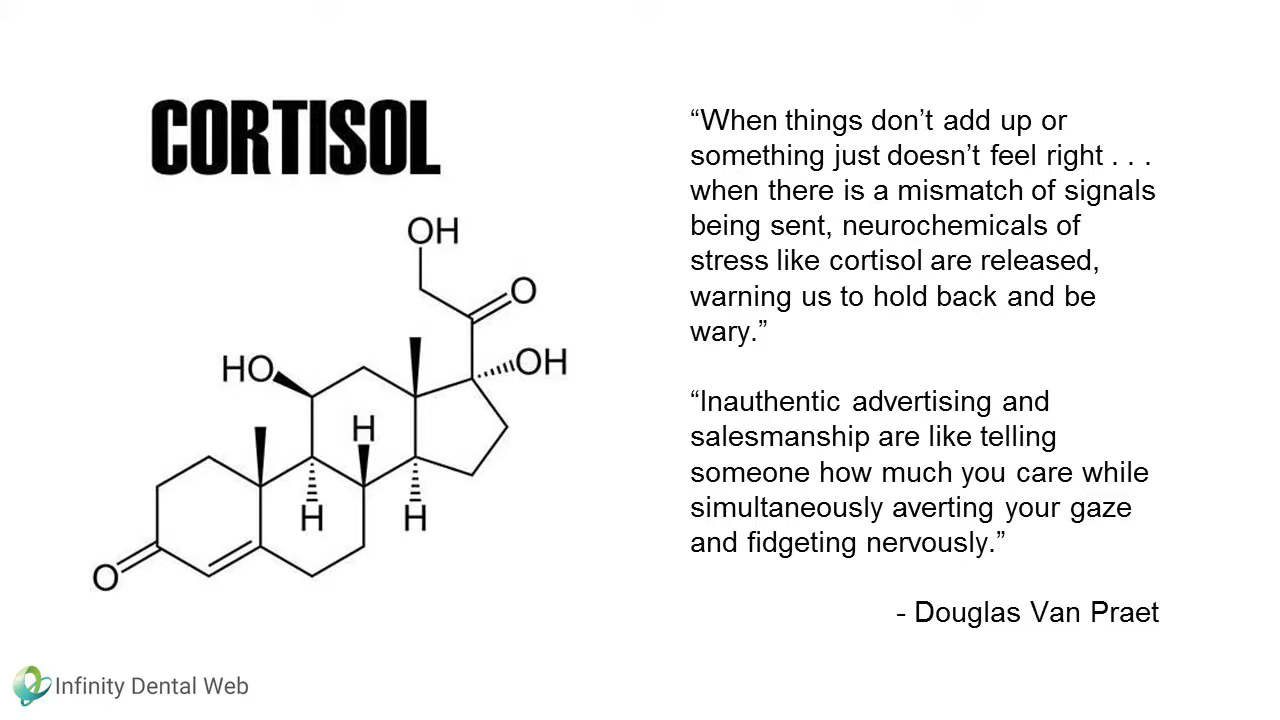 CORTISOL
OH
O
HO
OH
H
H
H
O
“When things don’t add up or
something just doesn’t feel right . . .
when there is a mismatch of signals
being sent, neurochemicals of
stress like cortisol are released,
warning us to hold back and be
wary.”
“Inauthentic advertising and
salesmanship are like telling
someone how much you care while
simultaneously averting your gaze
and fidgeting nervously.”
- Douglas Van Praet
Infinity Dental Web